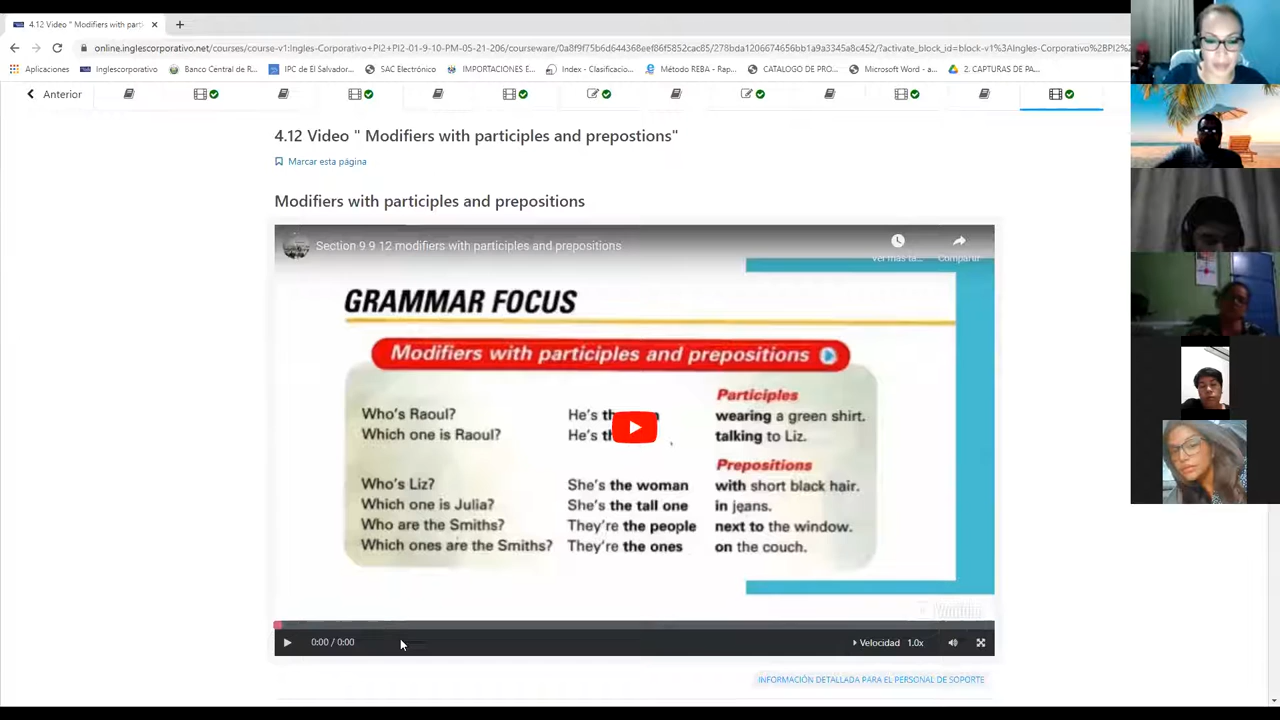 4.12 Video " Modifiers with parti
online.inglescorporativo.net/courses/course-v1:Ingles-Corporativo+PI2+PI2-01-9-10-PM-05-21-206/courseware/0a8f9f75b6d644368eef86f5852cac85/278bda1206674656bb1a9a3345a8c452/?activate_block_id=block-v1%3AIngles-Corporativo%2BPI2%
Aplicaciones Inglescorporativo Banco Central de R... IPC de El Salvador... SAC Electrónico IMPORTACIONES E... Index - Clasificacio... Método REBA - Rap... CATALOGO DE PRO... Microsoft Word - a... 2. CAPTURAS DE PA...
Anterior
4.12 Video " Modifiers with participles and prepostions"
Marcar esta página
Modifiers with participles and prepositions
Section 9 9 12 modifiers with participles and prepositions
Ver más ta... Compartir
GRAMMAR FOCUS
Modifiers with participles and prepositions
Participles
Who's Raoul? He's wearing a green shirt.
Which one is Raoul? He's talking to Liz.
Prepositions
Who's Liz? She's the woman with short black hair.
Which one is Julia? She's the tall one in jeans.
Who are the Smiths? They're the people next to the window.
Which ones are the Smiths? They're the ones on the couch.
YouTube
0:00 / 0:00 Velocidad 1.0x
INFORMACIÓN DETALLADA PARA EL PERSONAL DE SOPORTE